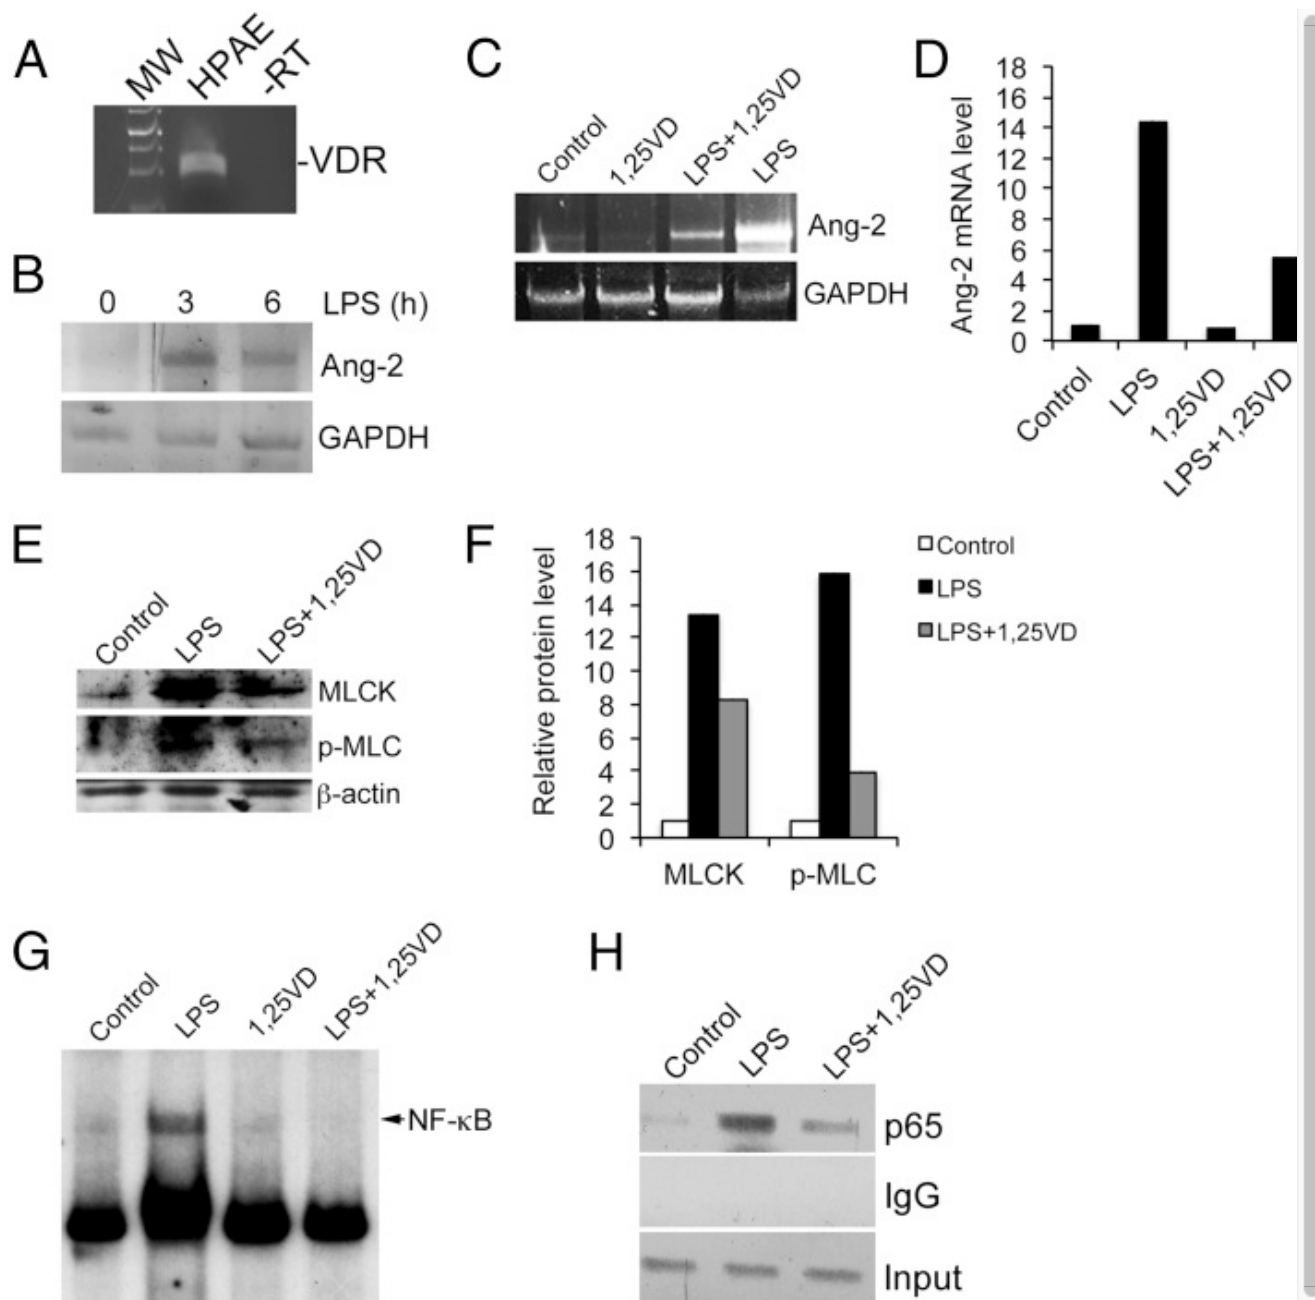 A
MW
HPAE
-RT
-VDR
B
0 3 6 LPS (h)
Ang-2
GAPDH
C
Control
1,25VD
LPS+1,25VD
LPS
Ang-2
GAPDH
D
Ang-2 mRNA level
18
16
14
12
10
8
6
4
2
0
Control
LPS
1,25VD
LPS+1,25VD
E
Control
LPS
LPS+1,25VD
MLCK
p-MLC
β-actin
F
Relative protein level
18
16
14
12
10
8
6
4
2
0
MLCK
p-MLC
Control
LPS
LPS+1,25VD
G
Control
LPS
1,25VD
LPS+1,25VD
NF-κB
H
Control
LPS
LPS+1,25VD
p65
IgG
Input